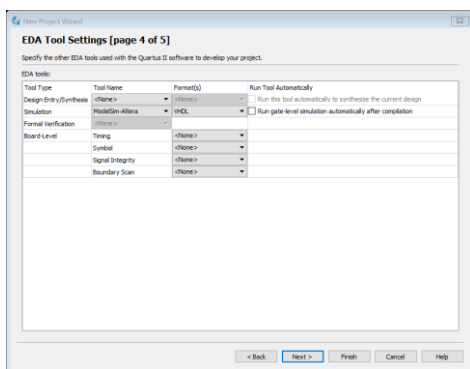 New Project Wizard
EDA Tool Settings [page 4 of 5]
Specify the other EDA tools used with the Quartus II software to develop your project.
EDA tools:
Tool Type Tool Name Format(s) Run Tool Automatically
Design Entry/Synthesis <None> <None> Run this tool automatically to synthesize the current design
Simulation ModelSim-Altera VHDL Run gate-level simulation automatically after compilation
Formal Verification <None>
Board-Level Timing <None>
Symbol <None>
Signal Integrity <None>
Boundary Scan <None>
< Back Next > Finish Cancel Help